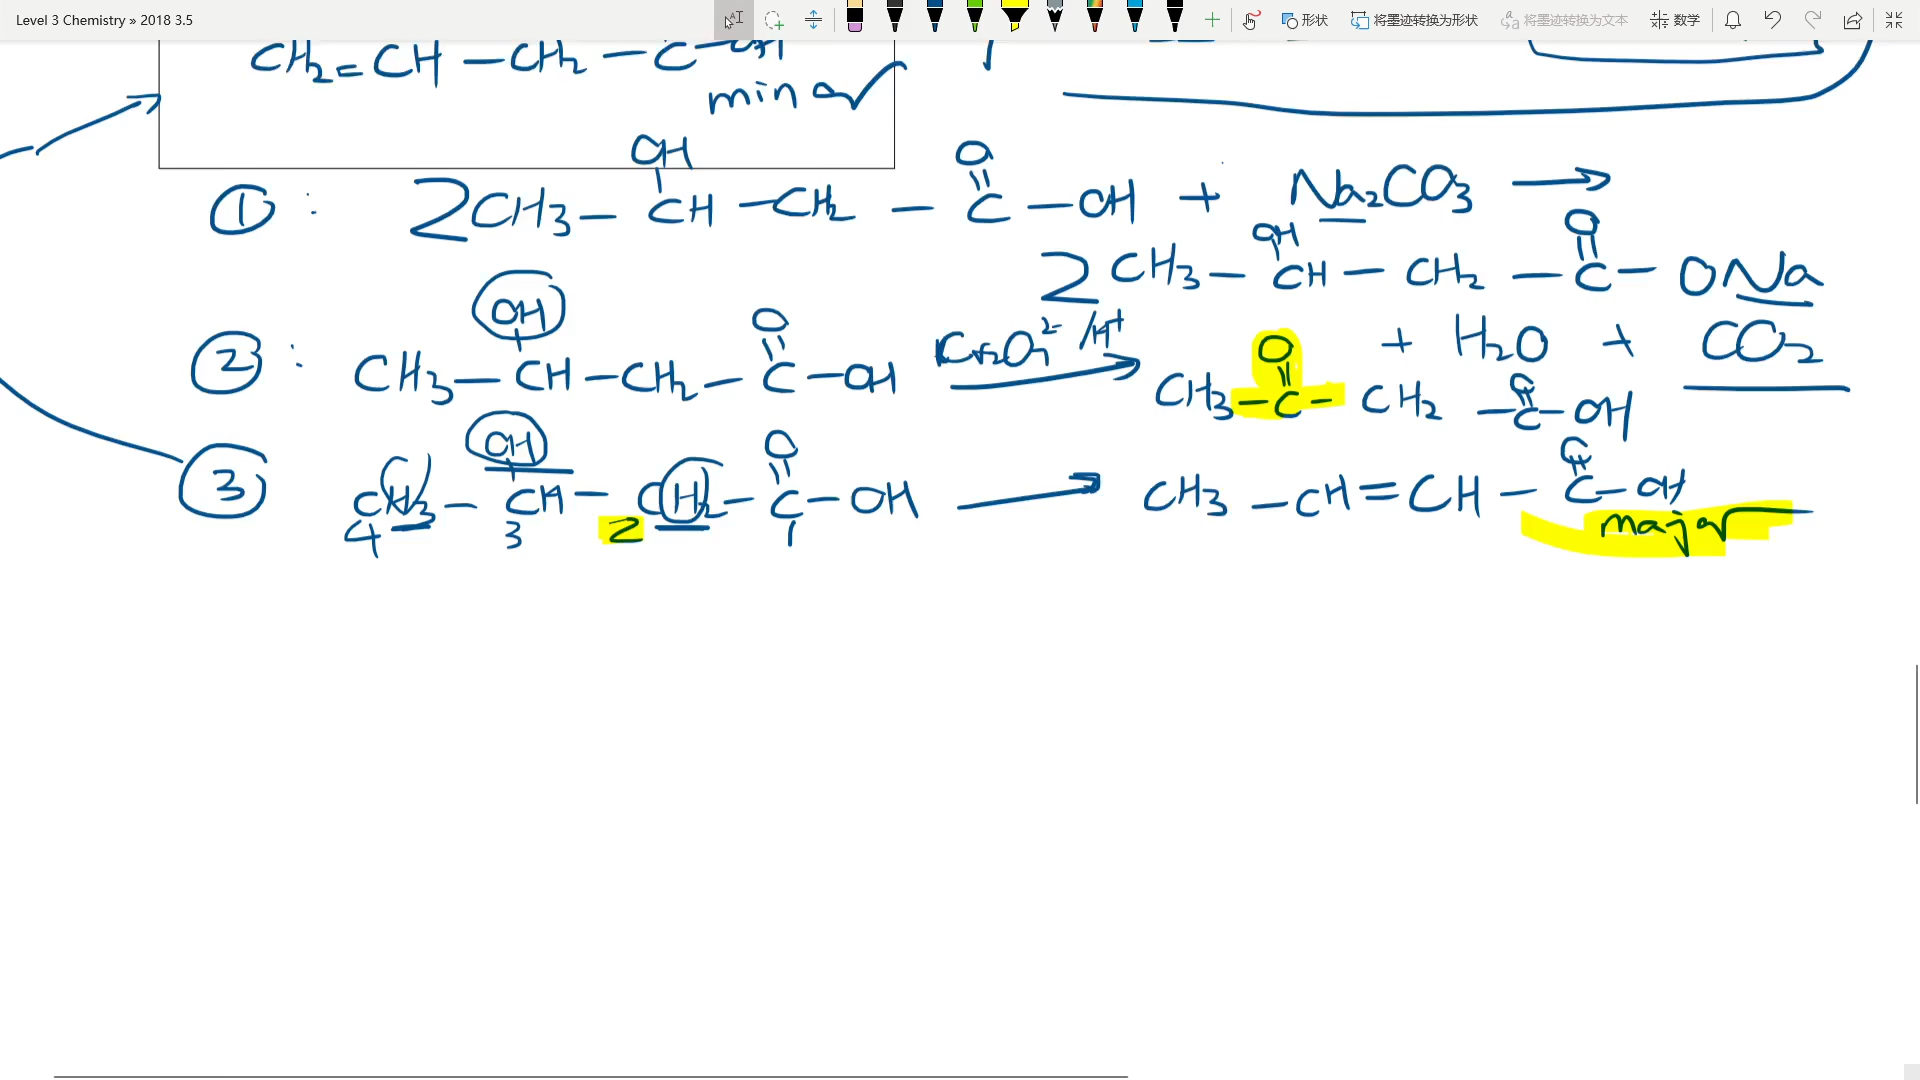 Level 3 Chemistry » 2018 3.5
形状
将墨迹转换为形状
将墨迹转换为文本
数学
CH2=CH—CH2—C—OH
minor
OH
O
①: 2CH3—CH—CH2—C—OH + Na2CO3 →
OH
O
2CH3—CH—CH2—C—ONa
+ H2O + CO2
OH
O
②: CH3—CH—CH2—C—OH
Cr2O7 2-/H+
O
O
CH3—C—CH2—C—OH
OH
O
③ CH3—CH—CH2—C—OH → CH3—CH=CH—C—OH
O
4 3 2 1
major